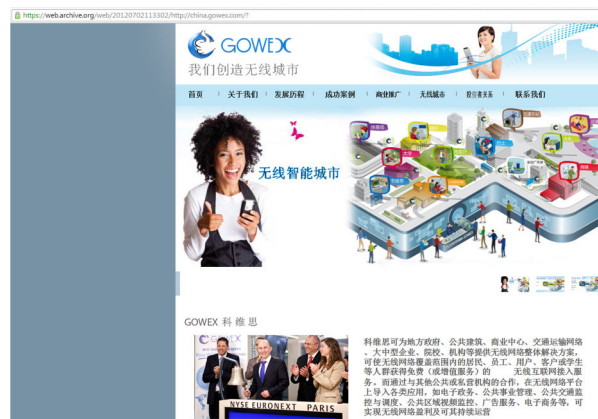 https://web.archive.org/web/20120702113302/http://china.gowex.com/?
GOWEX
我们创造无线城市
首页 关于我们 发展历程 成功案例 商业推广 无线城市 投资者关系 联系我们
无线智能城市
GOWEX 科维思
科维思可为地方政府、公共建筑、商业中心、交通运输网络
、大中型企业、院校、机构等提供无线网络整体解决方案,
可使无线网络覆盖范围内的居民、员工、用户、客户或学生
等人群获得免费(或增值服务)的 无线互联网接入服
务。而通过与其他公共或私营机构的合作,在无线网络平台
上导入各类应用,如电子政务、公共事业管理、公共交通监
控与调度、公共区域视频监控、广告服务、电子商务等,可
实现无线网络盈利及可持续运营
NYSE EURONEXT PARIS